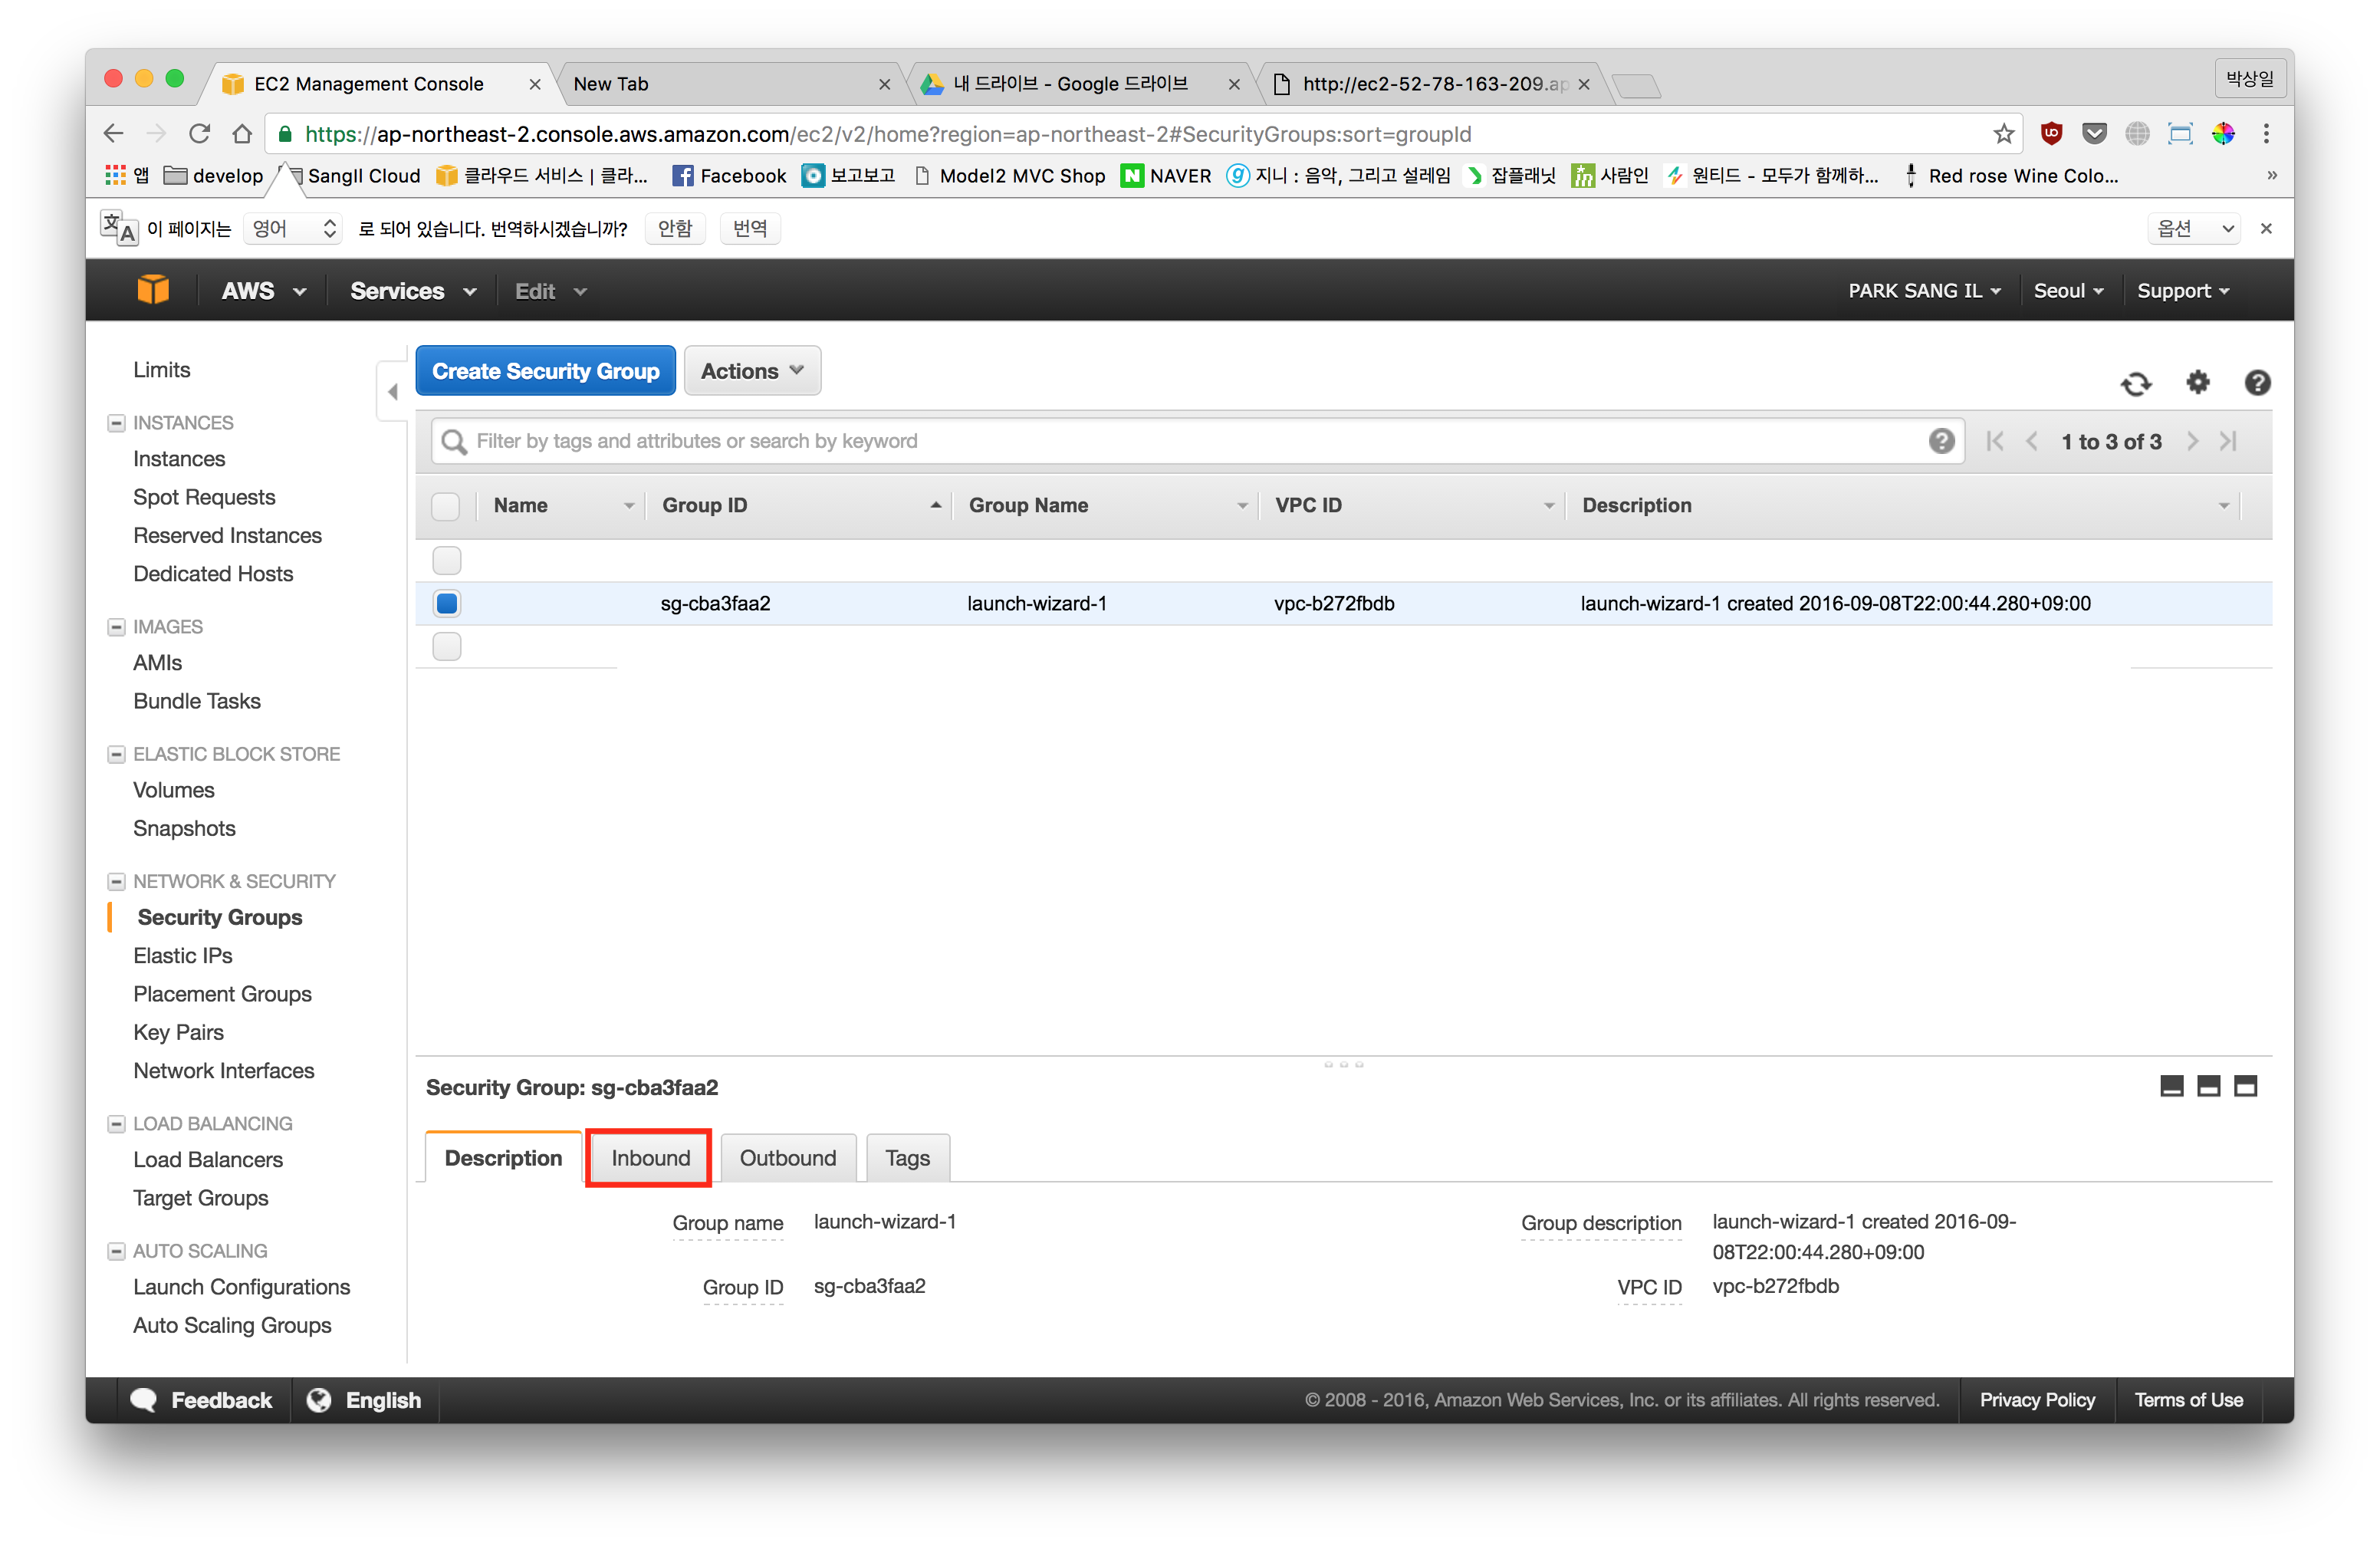 EC2 Management Console
New Tab
내 드라이브 - Google 드라이브
http://ec2-52-78-163-209.ap
박상일
https://ap-northeast-2.console.aws.amazon.com/ec2/v2/home?region=ap-northeast-2#SecurityGroups:sort=groupId
앱
develop
SangIl Cloud
클라우드 서비스 | 클라...
Facebook
보고보고
Model2 MVC Shop
NAVER
지니 : 음악, 그리고 설레임
잡플래닛
사람인
원티드 - 모두가 함께하...
Red rose Wine Colo...
»
이 페이지는 영어 로 되어 있습니다. 번역하시겠습니까? 안함 번역 옵션
AWS Services Edit PARK SANG IL Seoul Support
Limits
INSTANCES
Instances
Spot Requests
Reserved Instances
Dedicated Hosts
IMAGES
AMIs
Bundle Tasks
ELASTIC BLOCK STORE
Volumes
Snapshots
NETWORK & SECURITY
Security Groups
Elastic IPs
Placement Groups
Key Pairs
Network Interfaces
LOAD BALANCING
Load Balancers
Target Groups
AUTO SCALING
Launch Configurations
Auto Scaling Groups
Create Security Group Actions
Filter by tags and attributes or search by keyword
1 to 3 of 3
Name Group ID Group Name VPC ID Description
sg-cba3faa2 launch-wizard-1 vpc-b272fbdb launch-wizard-1 created 2016-09-08T22:00:44.280+09:00
Security Group: sg-cba3faa2
Description Inbound Outbound Tags
Group name launch-wizard-1
Group ID sg-cba3faa2
Group description launch-wizard-1 created 2016-09-
08T22:00:44.280+09:00
VPC ID vpc-b272fbdb
Feedback English
© 2008 - 2016, Amazon Web Services, Inc. or its affiliates. All rights reserved. Privacy Policy Terms of Use